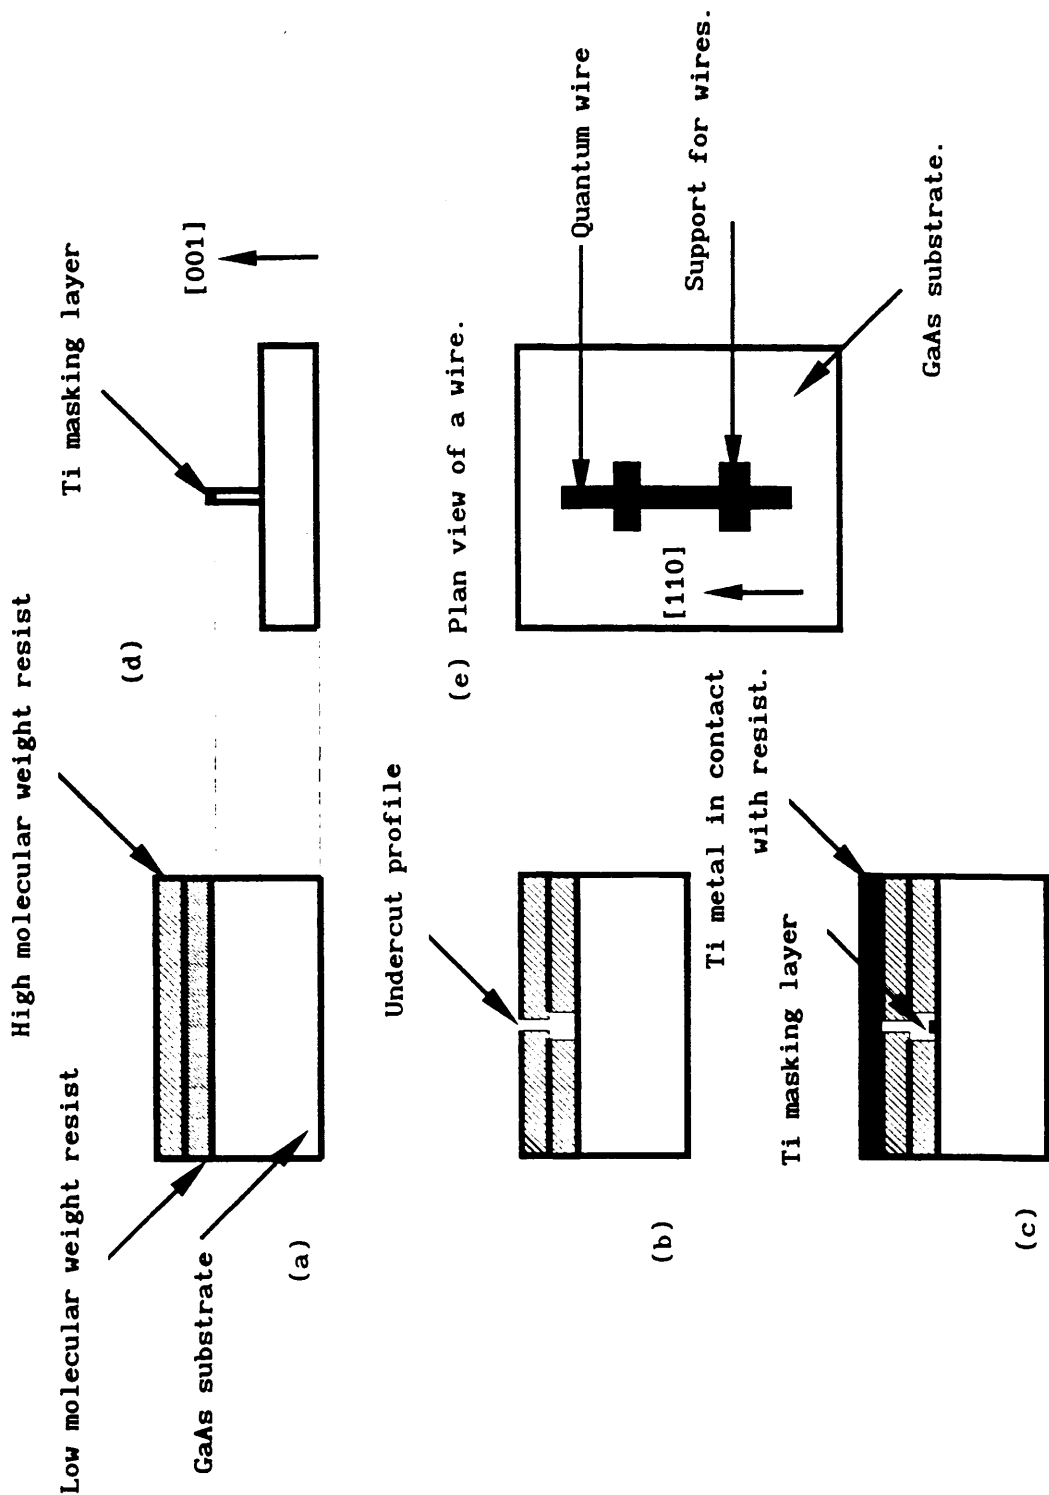 High molecular weight resist
Low molecular weight resist
GaAs substrate
(a)
Undercut profile
(b)
Ti metal in contact
with resist.
Ti masking layer
(c)
Ti masking layer
[001]
(d)
(e) Plan view of a wire.
Quantum wire
Support for wires.
[110]
GaAs substrate.